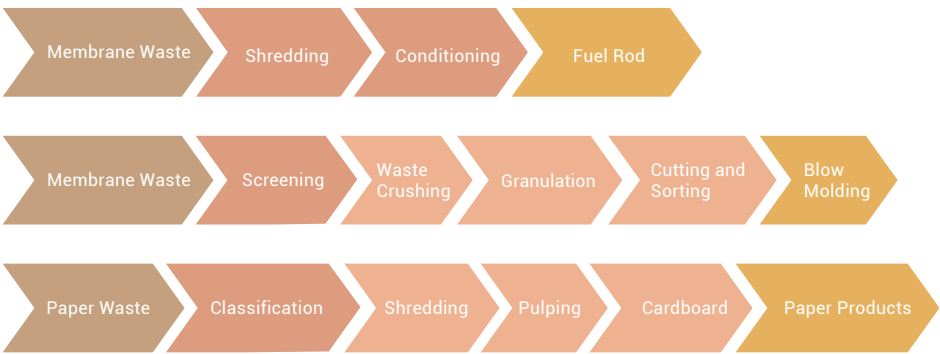 Membrane Waste
Shredding
Conditioning
Fuel Rod
Membrane Waste
Screening
Waste
Crushing
Granulation
Cutting and
Sorting
Blow
Molding
Paper Waste
Classification
Shredding
Pulping
Cardboard
Paper Products